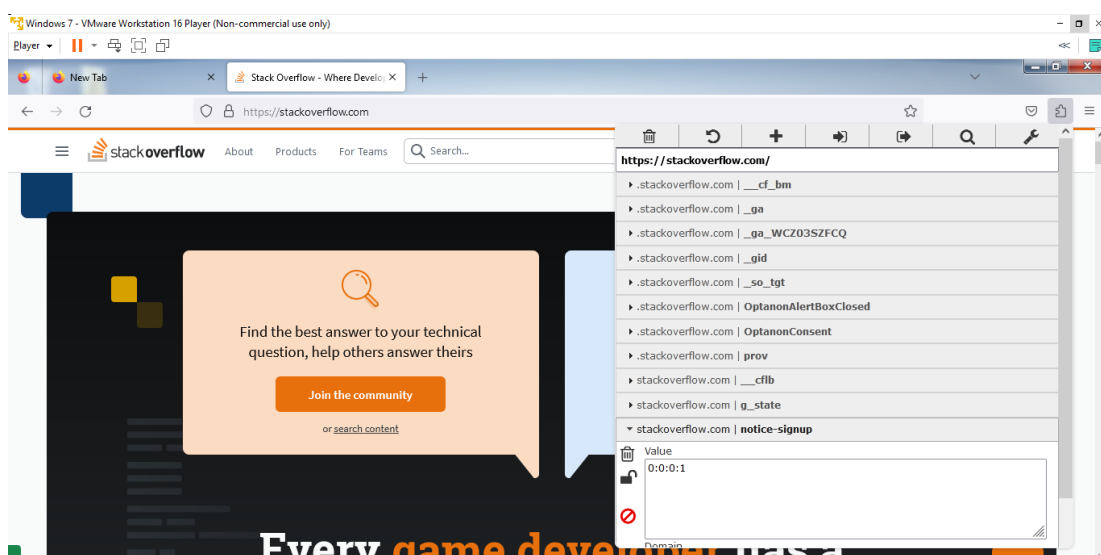 Windows 7 - VMware Workstation 16 Player (Non-commercial use only)
Player
New Tab
Stack Overflow - Where Develo
https://stackoverflow.com
stackoverflow
About
Products
For Teams
Search...
https://stackoverflow.com/
.stackoverflow.com | __cf_bm
.stackoverflow.com | _ga
.stackoverflow.com | _ga_WCZ03SZFCQ
.stackoverflow.com | _gid
.stackoverflow.com | _so_tgt
.stackoverflow.com | OptanonAlertBoxClosed
.stackoverflow.com | OptanonConsent
.stackoverflow.com | prov
stackoverflow.com | __cflb
stackoverflow.com | g_state
stackoverflow.com | notice-signup
Value
0:0:0:1
Domain
Find the best answer to your technical
question, help others answer theirs
Join the community
or search content
Every game developer has a